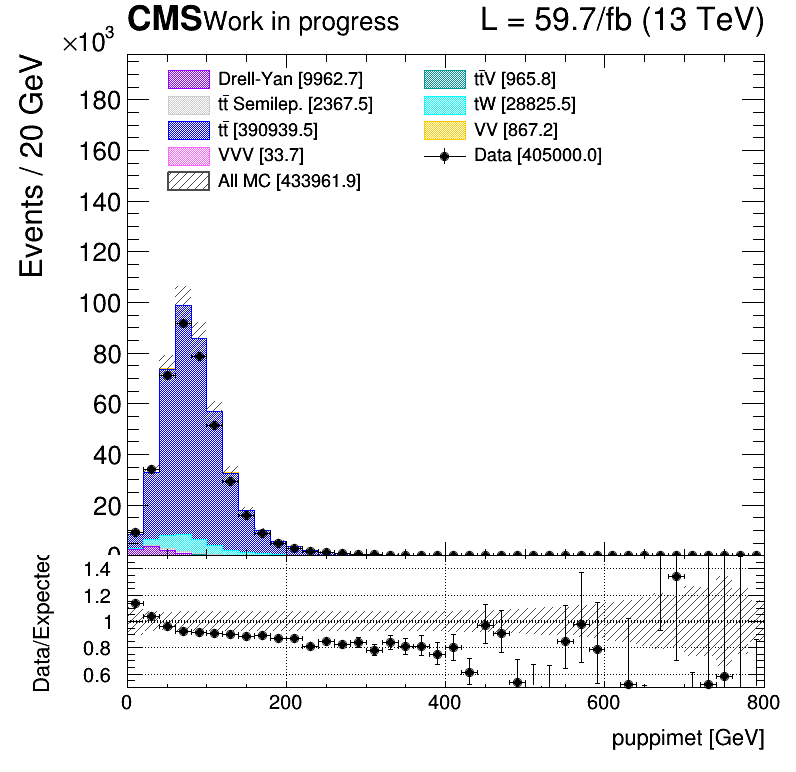 CMS Work in progress L = 59.7/fb (13 TeV)
×10³
Events / 20 GeV
Drell-Yan [9962.7]
tt̄ Semilep. [2367.5]
tt̄ [390939.5]
VVV [33.7]
All MC [433961.9]
tt̄V [965.8]
tW [28825.5]
VV [867.2]
Data [405000.0]
180
160
140
120
100
80
60
40
20
0
Data/Expected
1.4
1.2
1
0.8
0.6
0 200 400 600 800
puppimet [GeV]